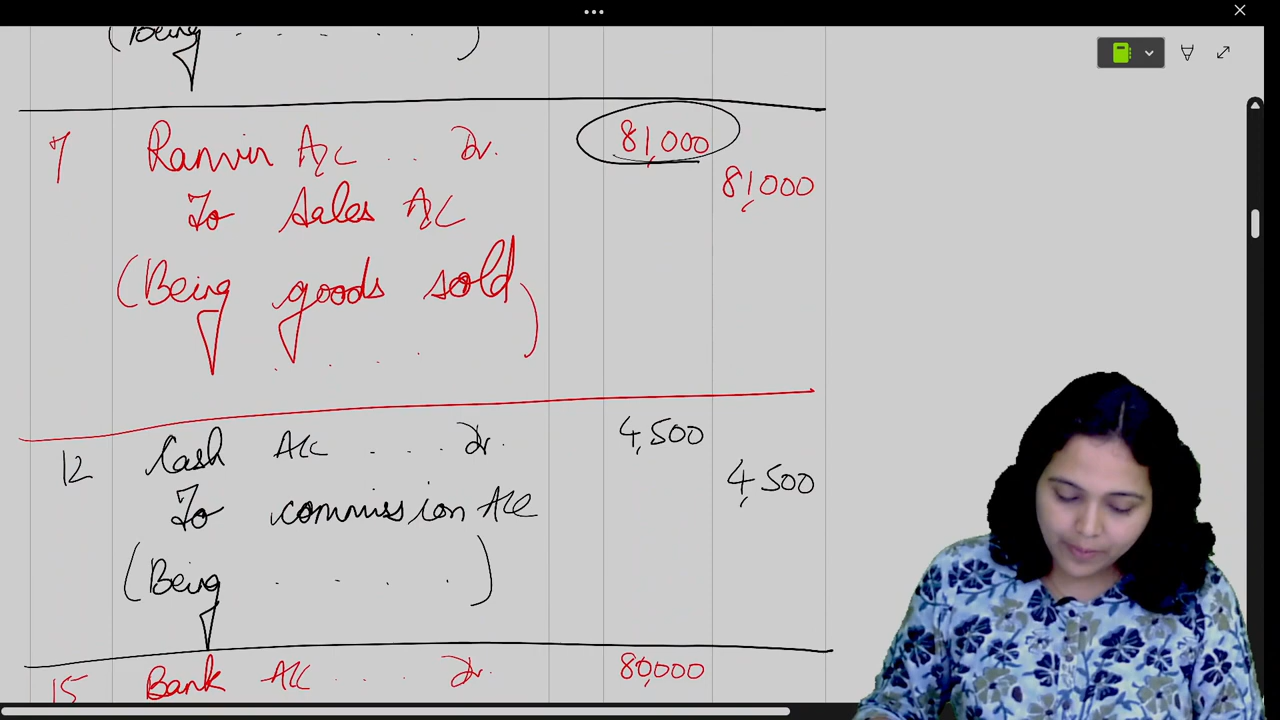 (Being . . . . . )
7 Ranvir A/c . . Dr. 81,000
To Sales A/C 81,000
(Being goods sold
. . . . )
12 Cash A/c . . . . Dr. 4,500
To commission A/c 4,500
(Being . . . . . )
15 Bank A/c . . . Dr. 80,000